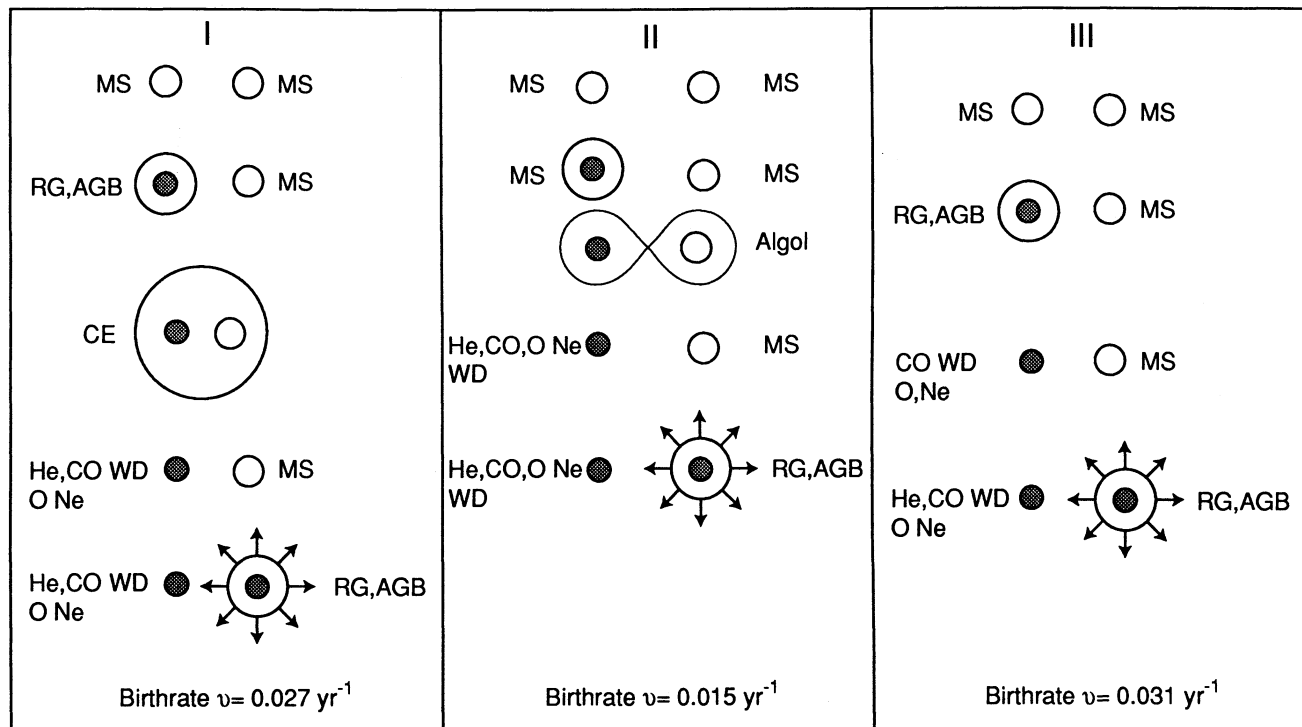 I
MS MS
RG,AGB MS
CE
He,CO WD MS
O Ne
He,CO WD RG,AGB
O Ne
Birthrate υ= 0.027 yr⁻¹
II
MS MS
MS MS
Algol
He,CO,O Ne MS
WD
He,CO,O Ne RG,AGB
WD
Birthrate υ= 0.015 yr⁻¹
III
MS MS
RG,AGB MS
CO WD MS
O,Ne
He,CO WD RG,AGB
O Ne
Birthrate υ= 0.031 yr⁻¹